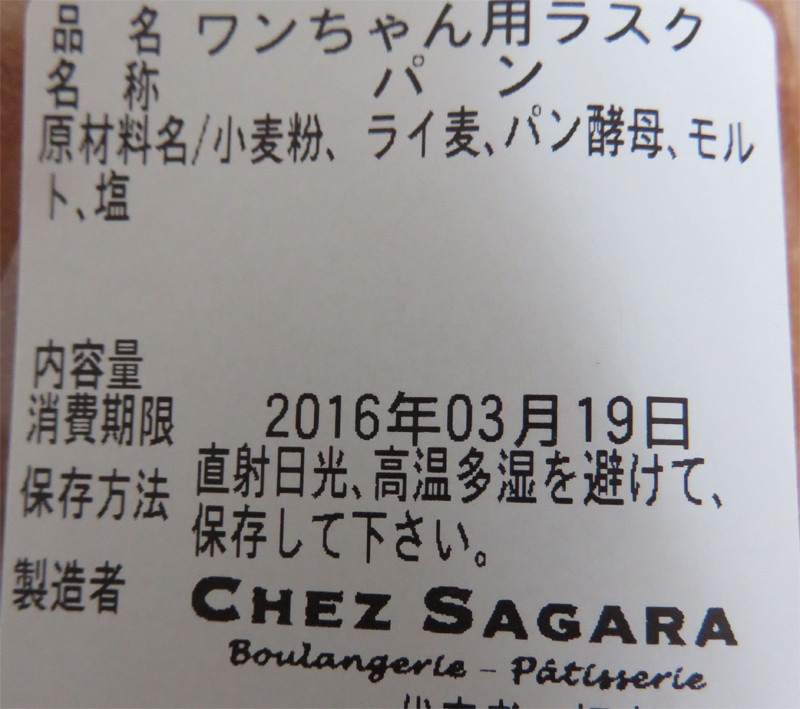 品名 ワンちゃん用ラスク
名称 パン
原材料名/小麦粉、ライ麦、パン酵母、モル
ト、塩
内容量
消費期限 2016年03月19日
保存方法 直射日光、高温多湿を避けて、
保存して下さい。
製造者 CHEZ SAGARA
Boulangerie - Pâtisserie